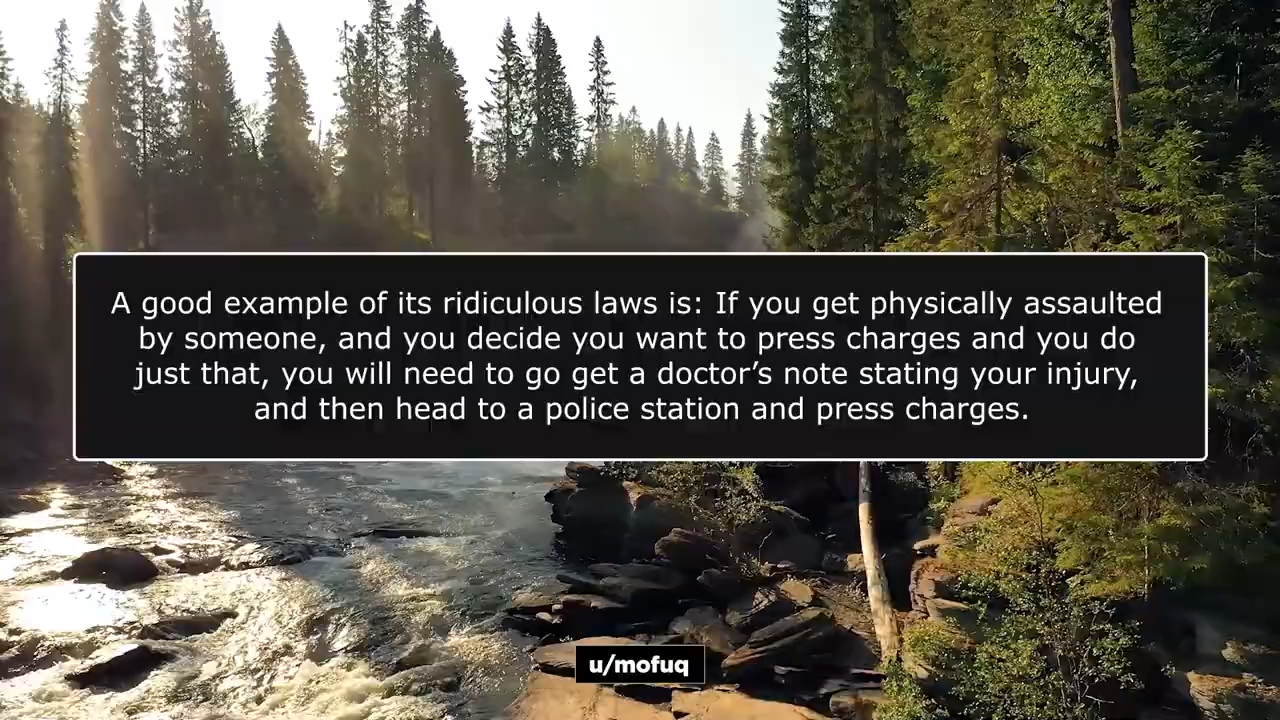 A good example of its ridiculous laws is: If you get physically assaulted
by someone, and you decide you want to press charges and you do
just that, you will need to go get a doctor’s note stating your injury,
and then head to a police station and press charges.
u/mofuq